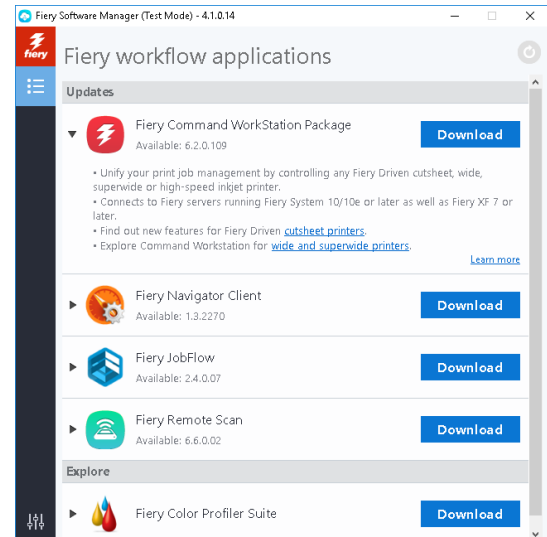 Fiery Software Manager (Test Mode) - 4.1.0.14
fiery
Fiery workflow applications
Updates
Fiery Command WorkStation Package
Available: 6.2.0.109
Download
• Unify your print job management by controlling any Fiery Driven cutsheet, wide,
superwide or high-speed inkjet printer.
• Connects to Fiery servers running Fiery System 10/10e or later as well as Fiery XF 7 or
later.
• Find out new features for Fiery Driven cutsheet printers.
• Explore Command Workstation for wide and superwide printers.
Learn more
Fiery Navigator Client
Available: 1.3.2270
Download
Fiery JobFlow
Available: 2.4.0.07
Download
Fiery Remote Scan
Available: 6.6.0.02
Download
Explore
Fiery Color Profiler Suite
Download